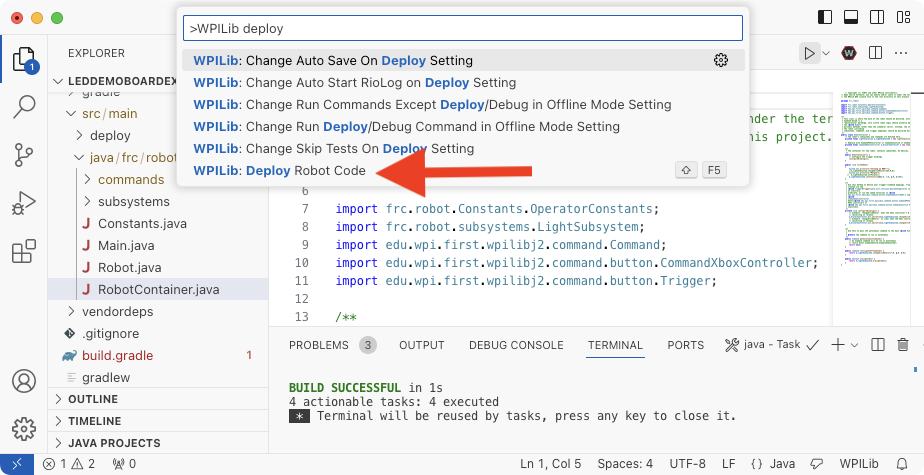 >WPILib deploy
WPILib: Change Auto Save On Deploy Setting
WPILib: Change Auto Start RioLog on Deploy Setting
WPILib: Change Run Commands Except Deploy/Debug in Offline Mode Setting
WPILib: Change Run Deploy/Debug Command in Offline Mode Setting
WPILib: Change Skip Tests On Deploy Setting
WPILib: Deploy Robot Code
⇧ F5
1
EXPLORER
LEDDEMOBOARDEX
gradle
src / main
deploy
java / frc / robot
commands
subsystems
J Constants.java
J Main.java
J Robot.java
J RobotContainer.java
vendordeps
.gitignore
build.gradle 1
gradlew
OUTLINE
TIMELINE
JAVA PROJECTS
W
nder the ter
his project.
6
7 import frc.robot.Constants.OperatorConstants;
8 import frc.robot.subsystems.LightSubsystem;
9 import edu.wpi.first.wpilibj2.command.Command;
10 import edu.wpi.first.wpilibj2.command.button.CommandXboxController;
11 import edu.wpi.first.wpilibj2.command.button.Trigger;
12
13 /**
PROBLEMS 3 OUTPUT DEBUG CONSOLE TERMINAL PORTS java - Task
BUILD SUCCESSFUL in 1s
4 actionable tasks: 4 executed
* Terminal will be reused by tasks, press any key to close it.
1 2 0 Ln 1, Col 5 Spaces: 4 UTF-8 LF {} Java WPILib